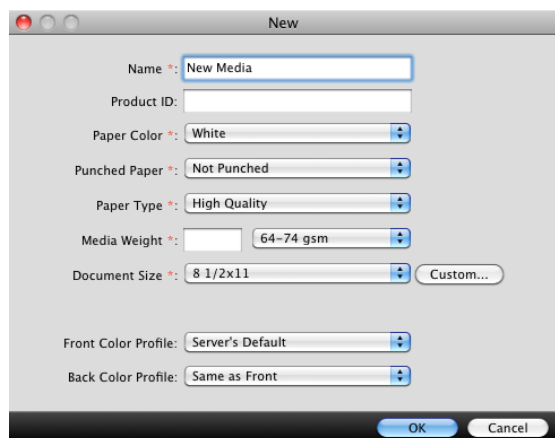 New
Name *: New Media
Product ID:
Paper Color *: White
Punched Paper *: Not Punched
Paper Type *: High Quality
Media Weight *: 64-74 gsm
Document Size *: 8 1/2x11 Custom...
Front Color Profile: Server's Default
Back Color Profile: Same as Front
OK Cancel